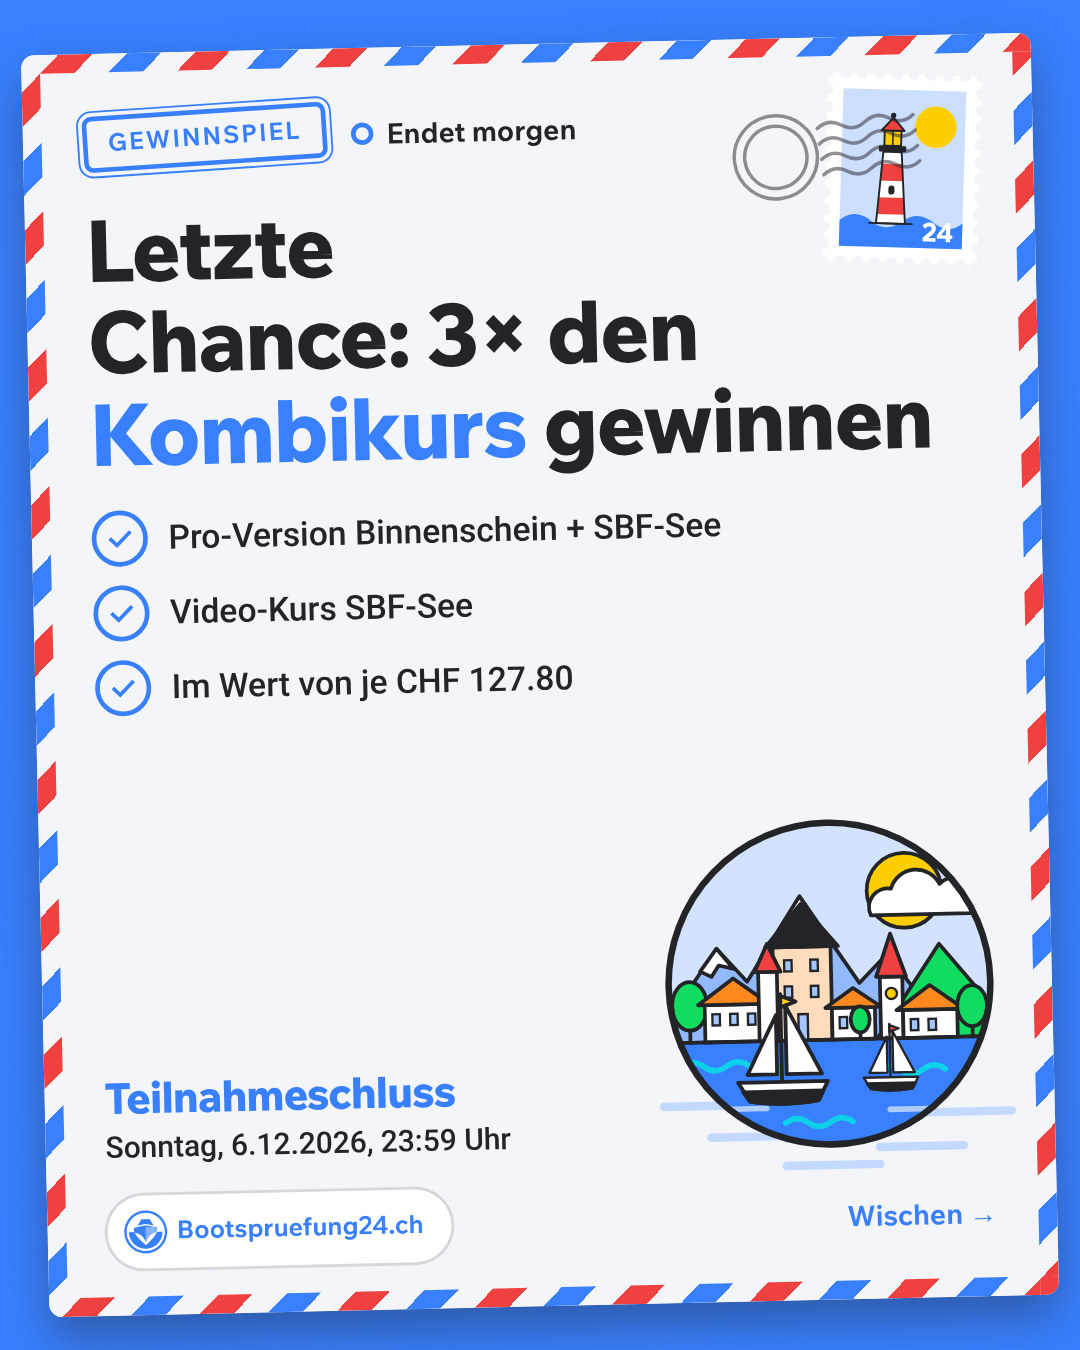 GEWINNSPIEL
Endet morgen
24
Letzte
Chance: 3× den
Kombikurs gewinnen
Pro-Version Binnenschein + SBF-See
Video-Kurs SBF-See
Im Wert von je CHF 127.80
Teilnahmeschluss
Sonntag, 6.12.2026, 23:59 Uhr
Bootspruefung24.ch
Wischen →